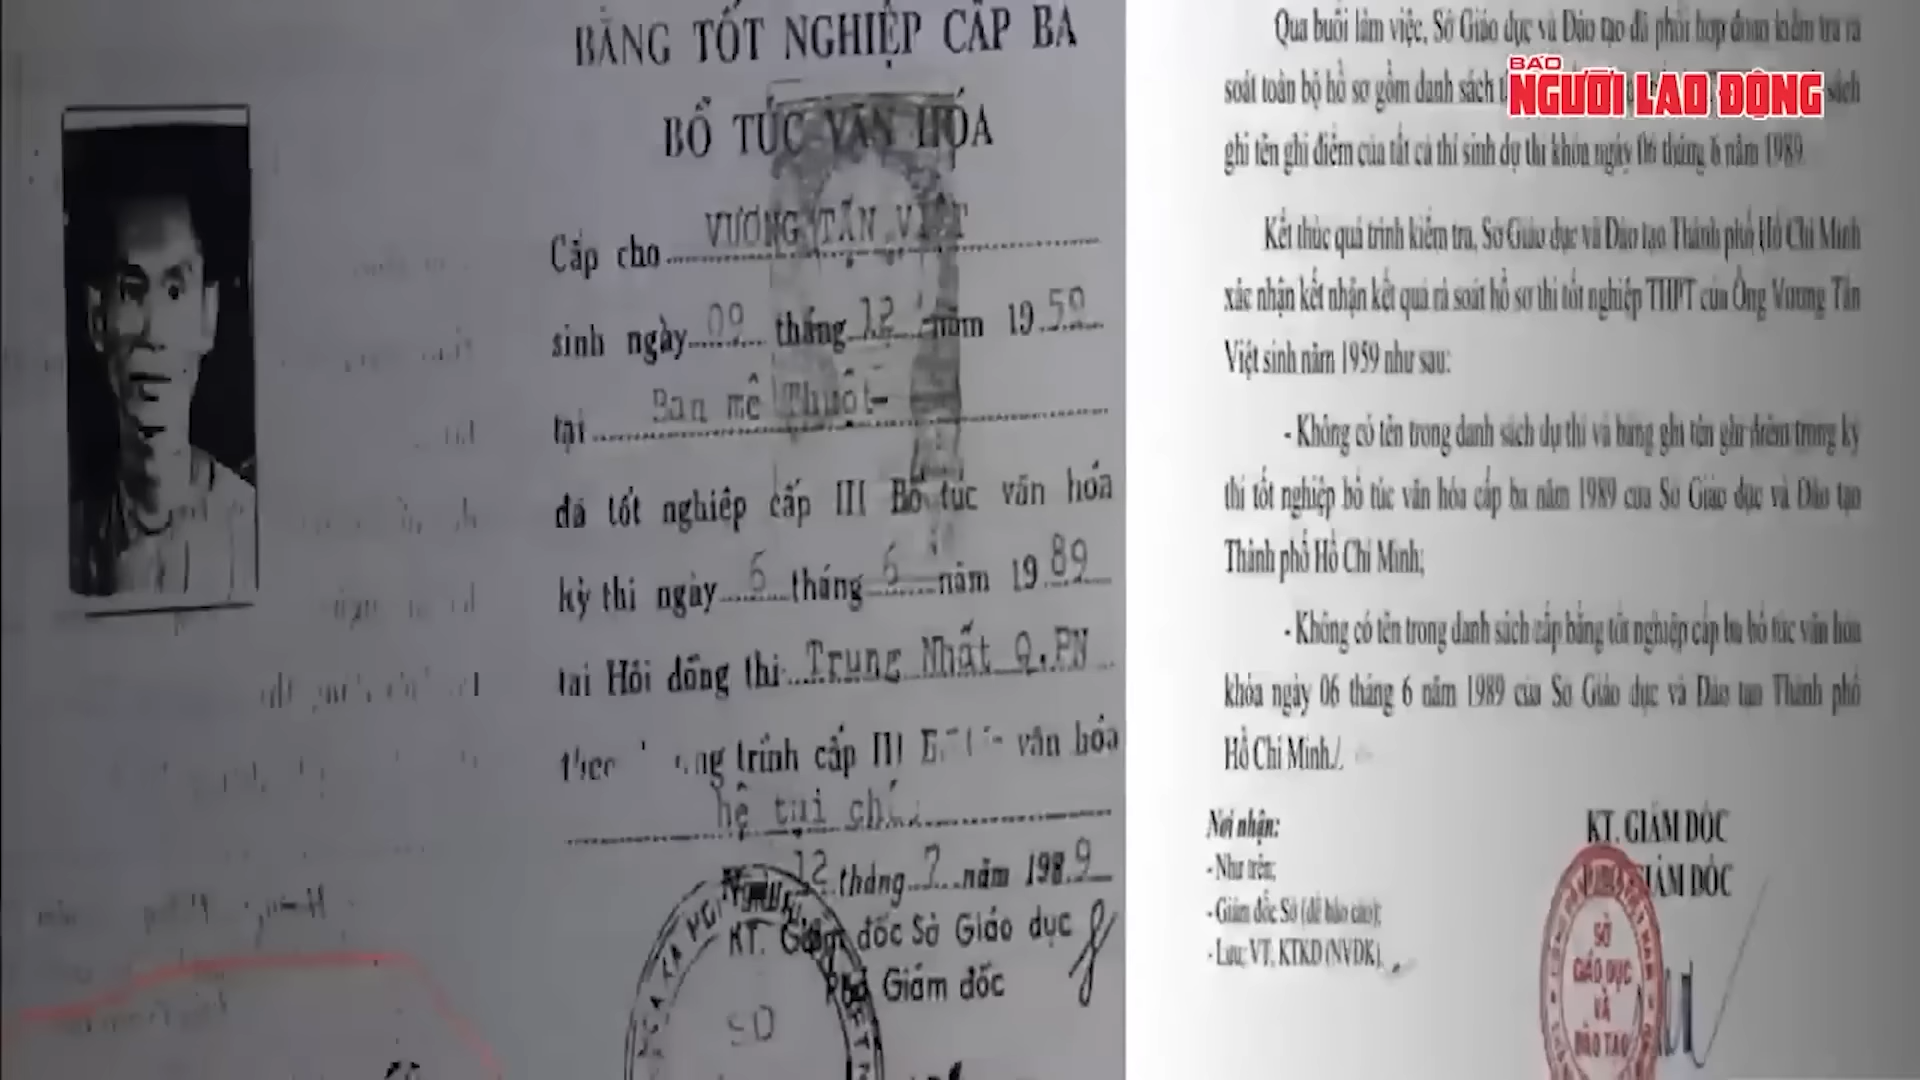 BẰNG TỐT NGHIỆP CẤP BA
BỔ TÚC VĂN HÓA
Cấp cho VƯƠNG TẤN VIỆT
sinh ngày 09 tháng 12 năm 1959
tại Ban mê Thuột
đã tốt nghiệp cấp III Bổ túc văn hóa
kỳ thi ngày 6 tháng 6 năm 1989
tại Hội đồng thi Trung Nhất Q.PN
trình cấp III văn hóa
hệ tại
12 tháng 7 năm 1989
KT. Giám đốc Sở Giáo dục
Phó Giám đốc
SỞ
BÁO
NGƯỜI LAO ĐỘNG
Qua buổi làm việc, Sở Giáo dục và Đào tạo đã phối hợp đoàn kiểm tra rà
soát toàn bộ hồ sơ gồm danh sách sách
ghi tên ghi điểm của tất cả thí sinh dự thi khóa ngày 06 tháng 6 năm 1989.
Kết thúc quá trình kiểm tra, Sở Giáo dục và Đào tạo Thành phố Hồ Chí Minh
xác nhận kết nhận kết quả rà soát hồ sơ thi tốt nghiệp THPT của Ông Vương Tấn
Việt sinh năm 1959 như sau:
- Không có tên trong danh sách dự thi và bảng ghi tên ghi điểm trong kỳ
thi tốt nghiệp bổ túc văn hóa cấp ba năm 1989 của Sở Giáo dục và Đào tạo
Thành phố Hồ Chí Minh;
- Không có tên trong danh sách cấp bằng tốt nghiệp cấp ba bổ túc văn hóa
khóa ngày 06 tháng 6 năm 1989 của Sở Giáo dục và Đào tạo Thành phố
Hồ Chí Minh./.
Nơi nhận:
- Như trên;
- Giám đốc Sở (để báo cáo);
- Lưu: VT, KTKD (NVĐK).
KT. GIÁM ĐỐC
GIÁM ĐỐC
SỞ
GIÁO DỤC
VÀ
ĐÀO TẠO